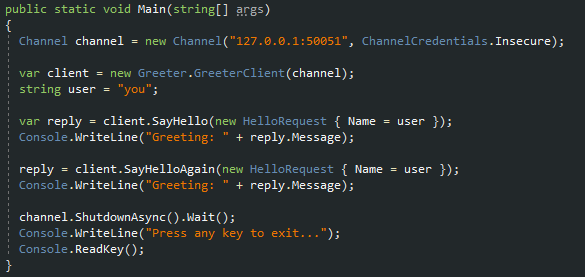 public static void Main(string[] args)
{
Channel channel = new Channel("127.0.0.1:50051", ChannelCredentials.Insecure);
var client = new Greeter.GreeterClient(channel);
string user = "you";
var reply = client.SayHello(new HelloRequest { Name = user });
Console.WriteLine("Greeting: " + reply.Message);
reply = client.SayHelloAgain(new HelloRequest { Name = user });
Console.WriteLine("Greeting: " + reply.Message);
channel.ShutdownAsync().Wait();
Console.WriteLine("Press any key to exit...");
Console.ReadKey();
}